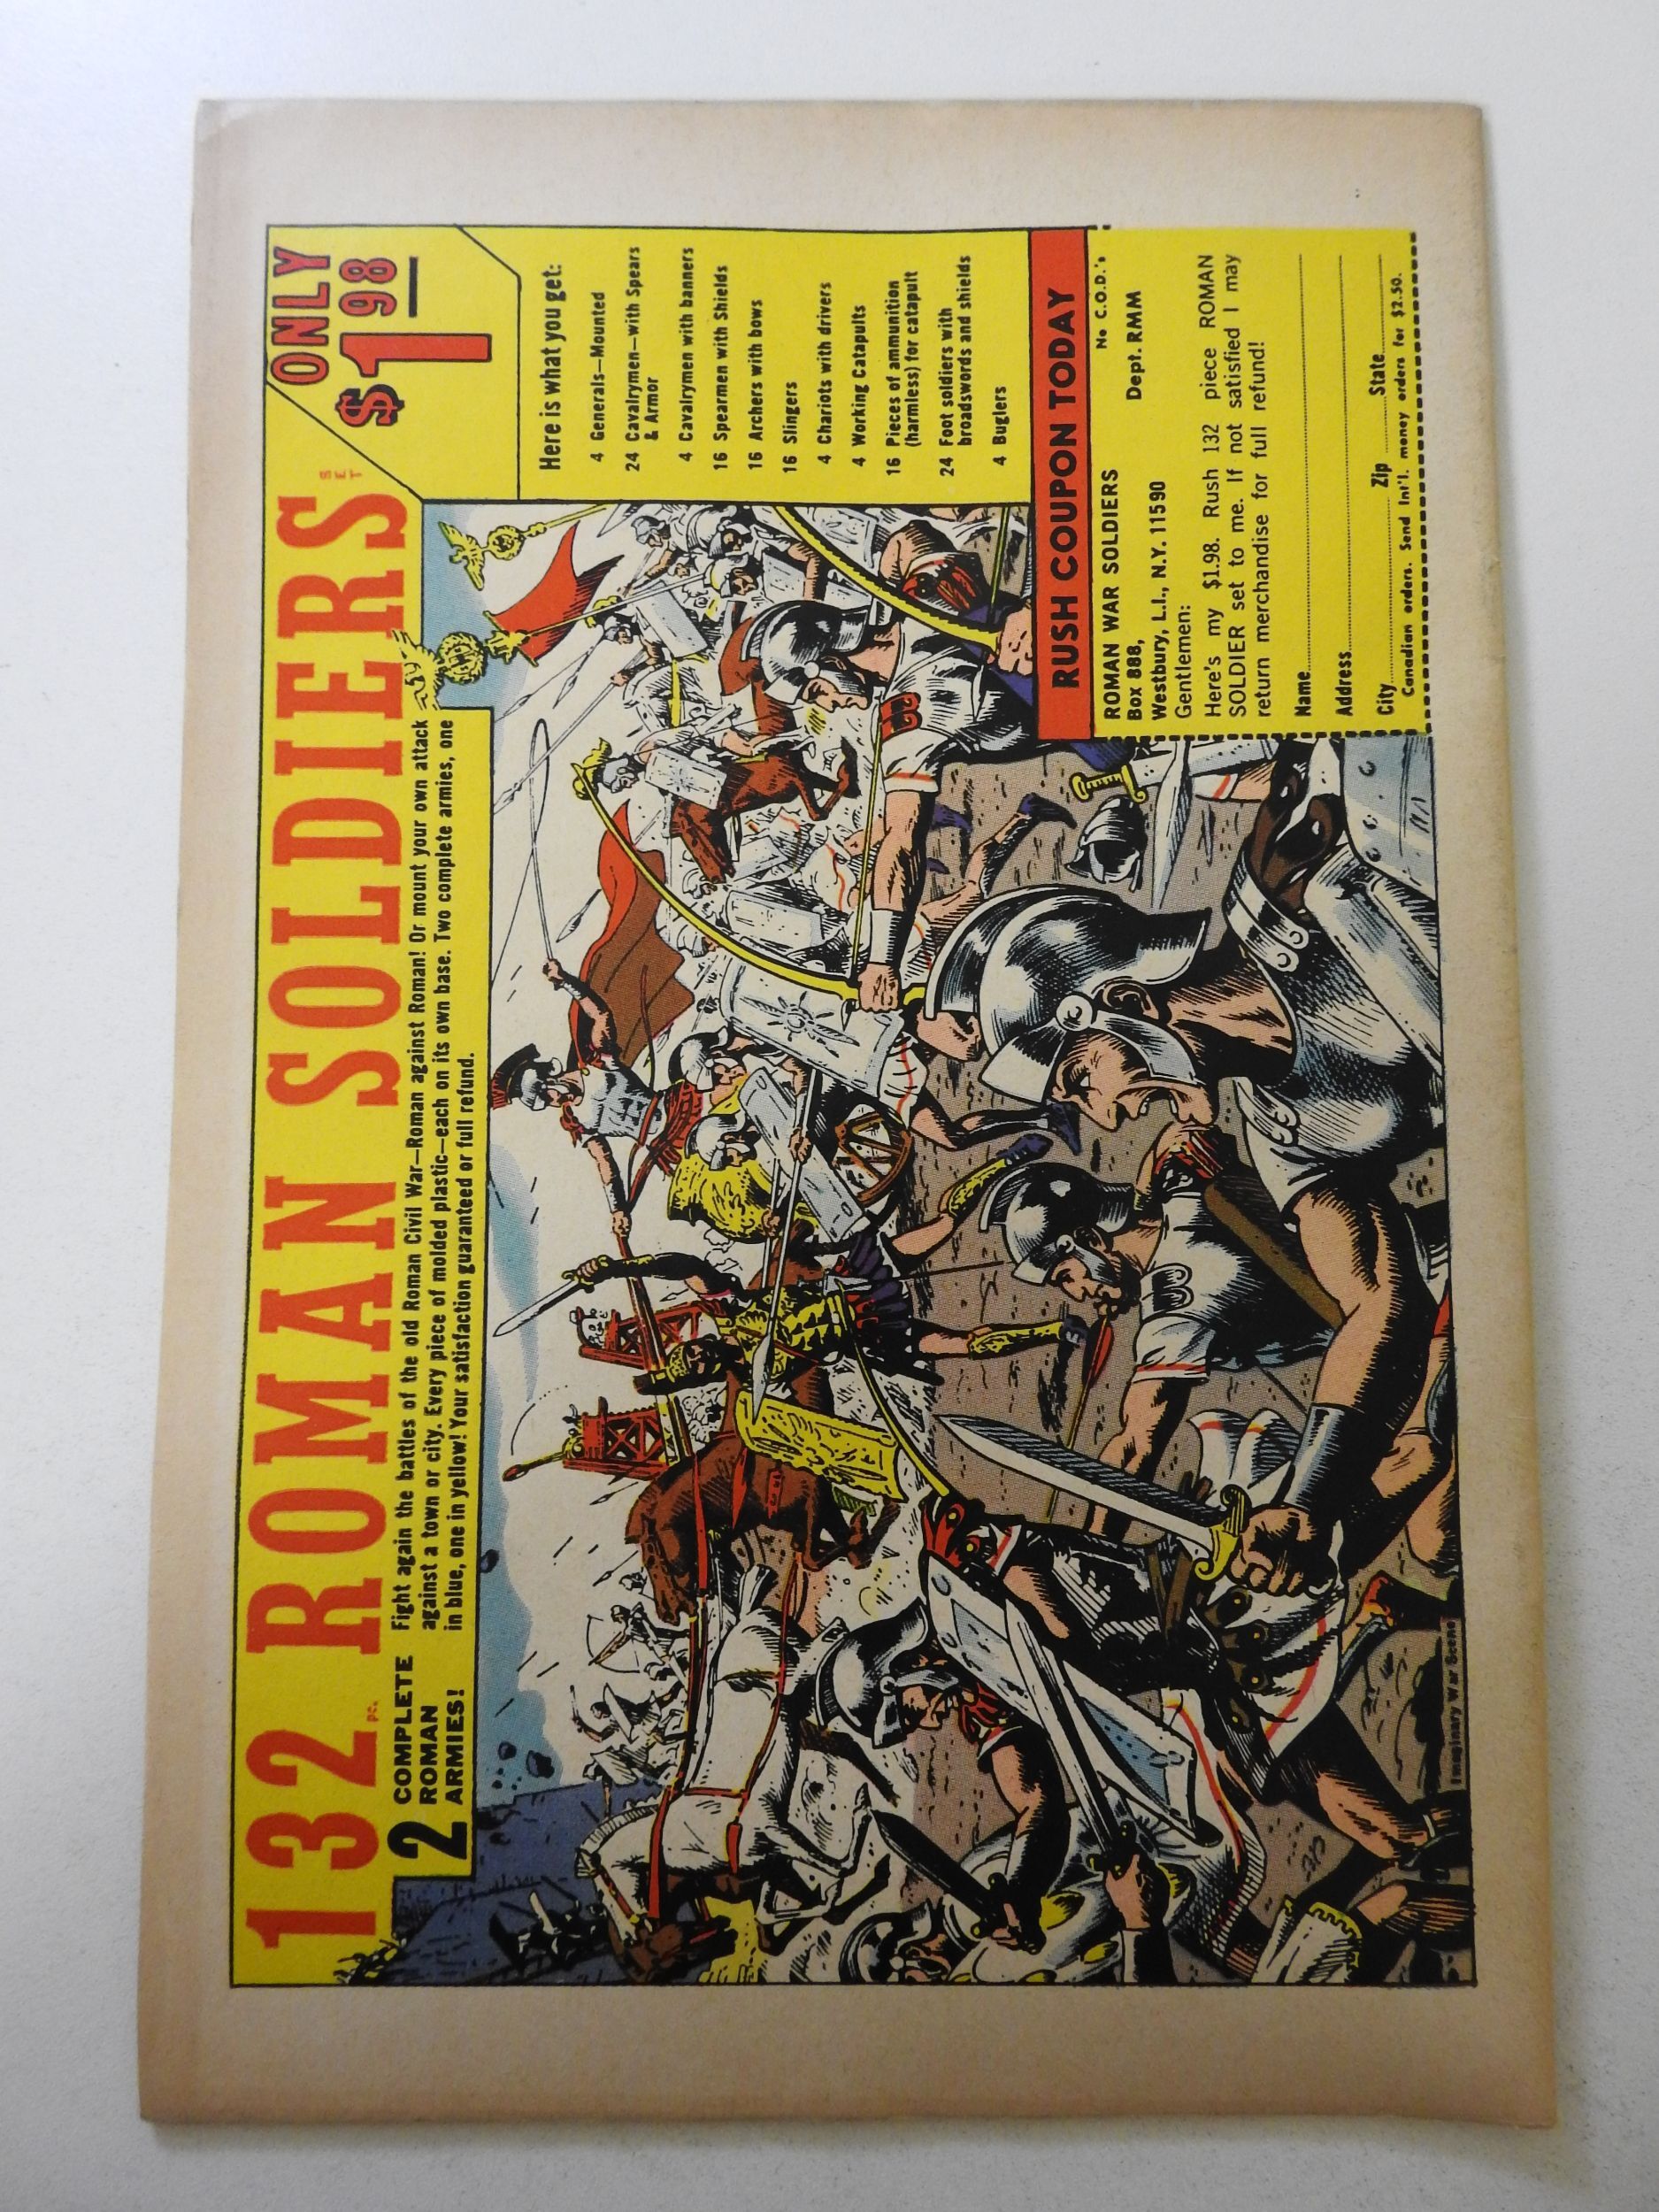 132 PC. ROMAN SOLDIERS SET
ONLY
$1.98
2 COMPLETE
ROMAN
ARMIES!
Fight again the battles of the old Roman Civil War—Roman against Roman! Or mount your own attack
against a town or city. Every piece of molded plastic—each on its own base. Two complete armies, one
in blue, one in yellow! Your satisfaction guaranteed or full refund.
Here is what you get:
4 Generals—Mounted
24 Cavalrymen—with Spears
& Armor
4 Cavalrymen with banners
16 Spearmen with Shields
16 Archers with bows
16 Slingers
4 Chariots with drivers
4 Working Catapults
16 Pieces of ammunition
(harmless) for catapult
24 Foot soldiers with
broadswords and shields
4 Buglers
RUSH COUPON TODAY
No C.O.D.'s
ROMAN WAR SOLDIERS
Box 888, Dept. RMM
Westbury, L.I., N.Y. 11590
Gentlemen:
Here's my $1.98. Rush 132 piece ROMAN
SOLDIER set to me. If not satisfied I may
return merchandise for full refund!
Name
Address
City Zip State
Canadian orders. Send Int'l. money orders for $2.50.
Imaginary War Scene